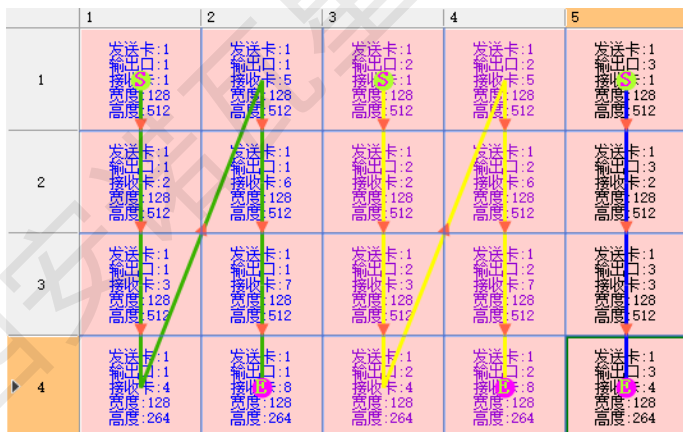 1 2 3 4 5
1
发送卡:1 发送卡:1 发送卡:1 发送卡:1 发送卡:1
输出口:1 输出口:1 输出口:2 输出口:2 输出口:3
接收卡:1 接收卡:5 接收卡:1 接收卡:5 接收卡:1
宽度:128 宽度:128 宽度:128 宽度:128 宽度:128
高度:512 高度:512 高度:512 高度:512 高度:512
S S S
2
发送卡:1 发送卡:1 发送卡:1 发送卡:1 发送卡:1
输出口:1 输出口:1 输出口:2 输出口:2 输出口:3
接收卡:2 接收卡:6 接收卡:2 接收卡:6 接收卡:2
宽度:128 宽度:128 宽度:128 宽度:128 宽度:128
高度:512 高度:512 高度:512 高度:512 高度:512
3
发送卡:1 发送卡:1 发送卡:1 发送卡:1 发送卡:1
输出口:1 输出口:1 输出口:2 输出口:2 输出口:3
接收卡:3 接收卡:7 接收卡:3 接收卡:7 接收卡:3
宽度:128 宽度:128 宽度:128 宽度:128 宽度:128
高度:512 高度:512 高度:512 高度:512 高度:512
4
发送卡:1 发送卡:1 发送卡:1 发送卡:1 发送卡:1
输出口:1 输出口:1 输出口:2 输出口:2 输出口:3
接收卡:4 接收卡:8 接收卡:4 接收卡:8 接收卡:4
宽度:128 宽度:128 宽度:128 宽度:128 宽度:128
高度:264 高度:264 高度:264 高度:264 高度:264
E E E